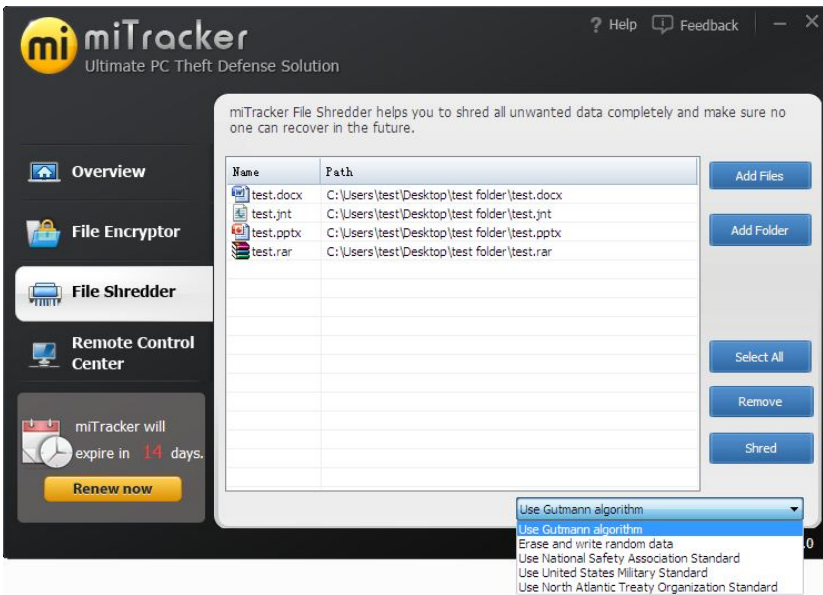 mi miTracker
? Help Feedback
Ultimate PC Theft Defense Solution
miTracker File Shredder helps you to shred all unwanted data completely and make sure no
one can recover in the future.
Overview
File Encryptor
File Shredder
Remote Control
Center
miTracker will
expire in 14 days.
Renew now
Name Path
test.docx C:\Users\test\Desktop\test folder\test.docx
test.jnt C:\Users\test\Desktop\test folder\test.jnt
test.pptx C:\Users\test\Desktop\test folder\test.pptx
test.rar C:\Users\test\Desktop\test folder\test.rar
Add Files
Add Folder
Select All
Remove
Shred
Use Gutmann algorithm
Use Gutmann algorithm
Erase and write random data
Use National Safety Association Standard
Use United States Military Standard
Use North Atlantic Treaty Organization Standard
.0